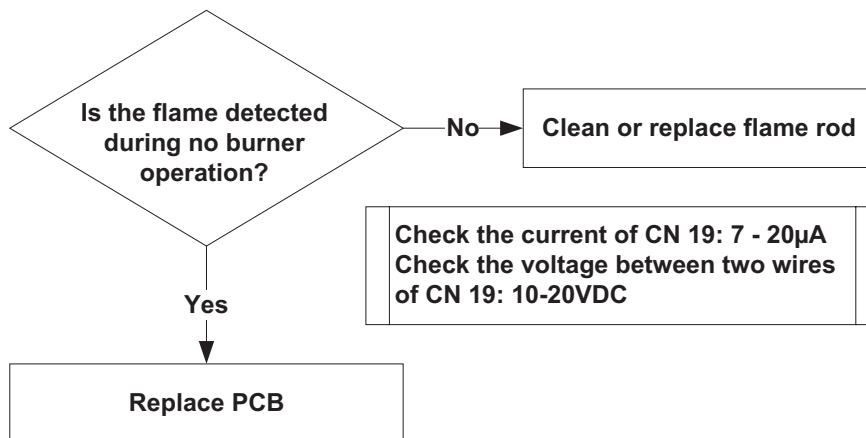 Is the flame detected
during no burner
operation?
No
Clean or replace flame rod
Check the current of CN 19: 7 - 20µA
Check the voltage between two wires
of CN 19: 10-20VDC
Yes
Replace PCB